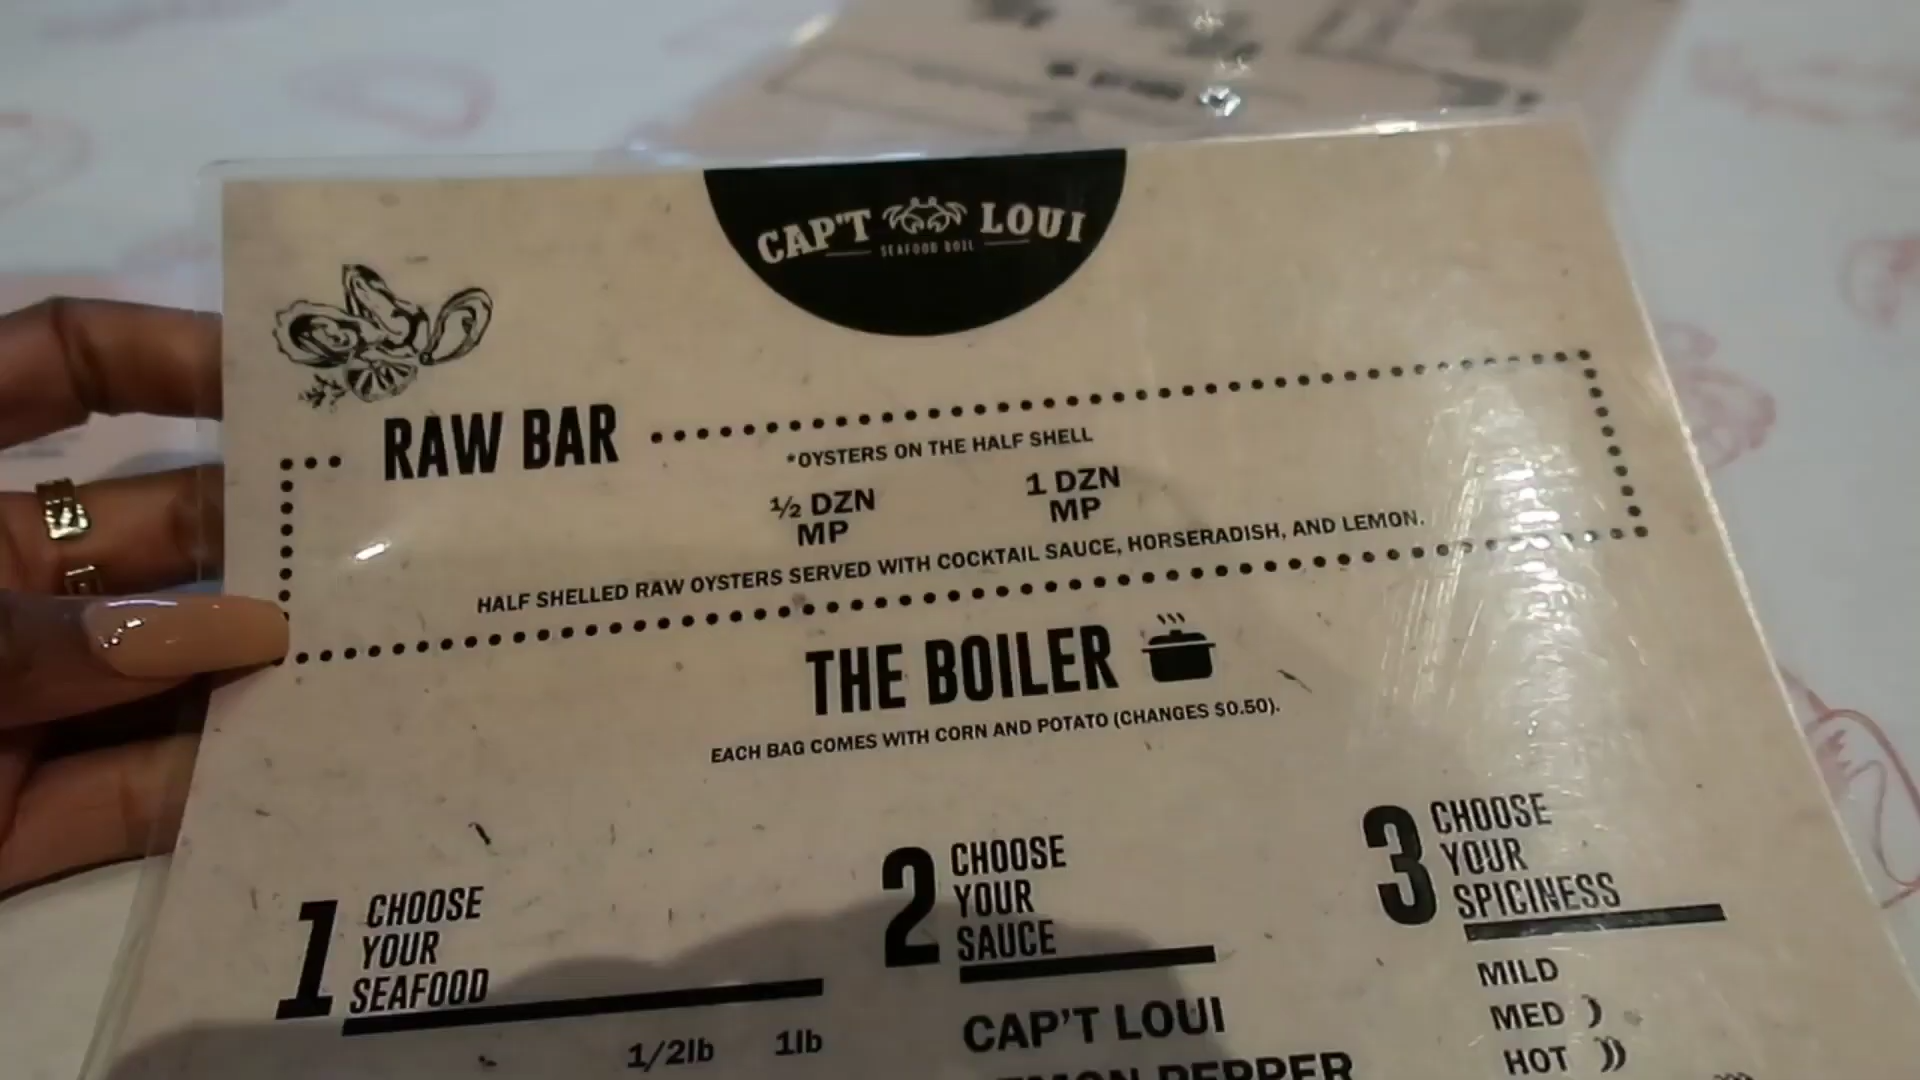 CAP'T LOUI
SEAFOOD BOIL
RAW BAR
*OYSTERS ON THE HALF SHELL
½ DZN
MP
1 DZN
MP
HALF SHELLED RAW OYSTERS SERVED WITH COCKTAIL SAUCE, HORSERADISH, AND LEMON.
THE BOILER
EACH BAG COMES WITH CORN AND POTATO (CHANGES $0.50).
1 CHOOSE
YOUR
SEAFOOD
1/2lb 1lb
2 CHOOSE
YOUR
SAUCE
CAP'T LOUI
PEPPER
3 CHOOSE
YOUR
SPICINESS
MILD
MED
HOT